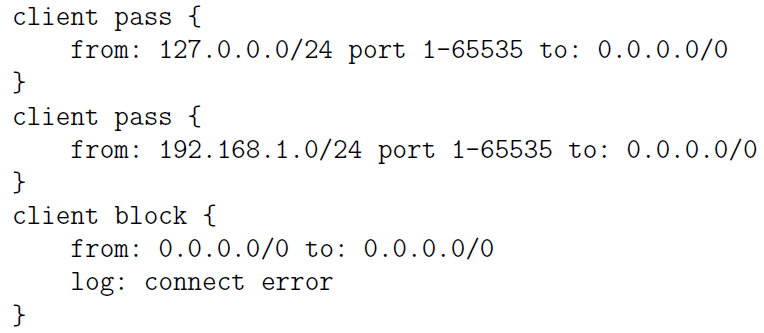 client pass {
    from: 127.0.0.0/24 port 1-65535 to: 0.0.0.0/0
}
client pass {
    from: 192.168.1.0/24 port 1-65535 to: 0.0.0.0/0
}
client block {
    from: 0.0.0.0/0 to: 0.0.0.0/0
    log: connect error
}